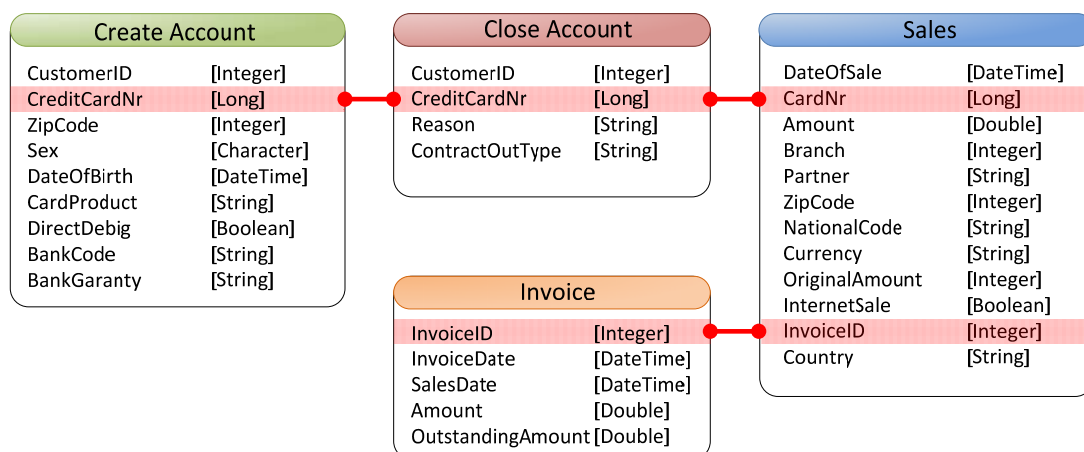 Create Account
CustomerID [Integer]
CreditCardNr [Long]
ZipCode [Integer]
Sex [Character]
DateOfBirth [DateTime]
CardProduct [String]
DirectDebig [Boolean]
BankCode [String]
BankGaranty [String]
Close Account
CustomerID [Integer]
CreditCardNr [Long]
Reason [String]
ContractOutType [String]
Sales
DateOfSale [DateTime]
CardNr [Long]
Amount [Double]
Branch [Integer]
Partner [String]
ZipCode [Integer]
NationalCode [String]
Currency [String]
OriginalAmount [Integer]
InternetSale [Boolean]
InvoiceID [Integer]
Country [String]
Invoice
InvoiceID [Integer]
InvoiceDate [DateTime]
SalesDate [DateTime]
Amount [Double]
OutstandingAmount [Double]